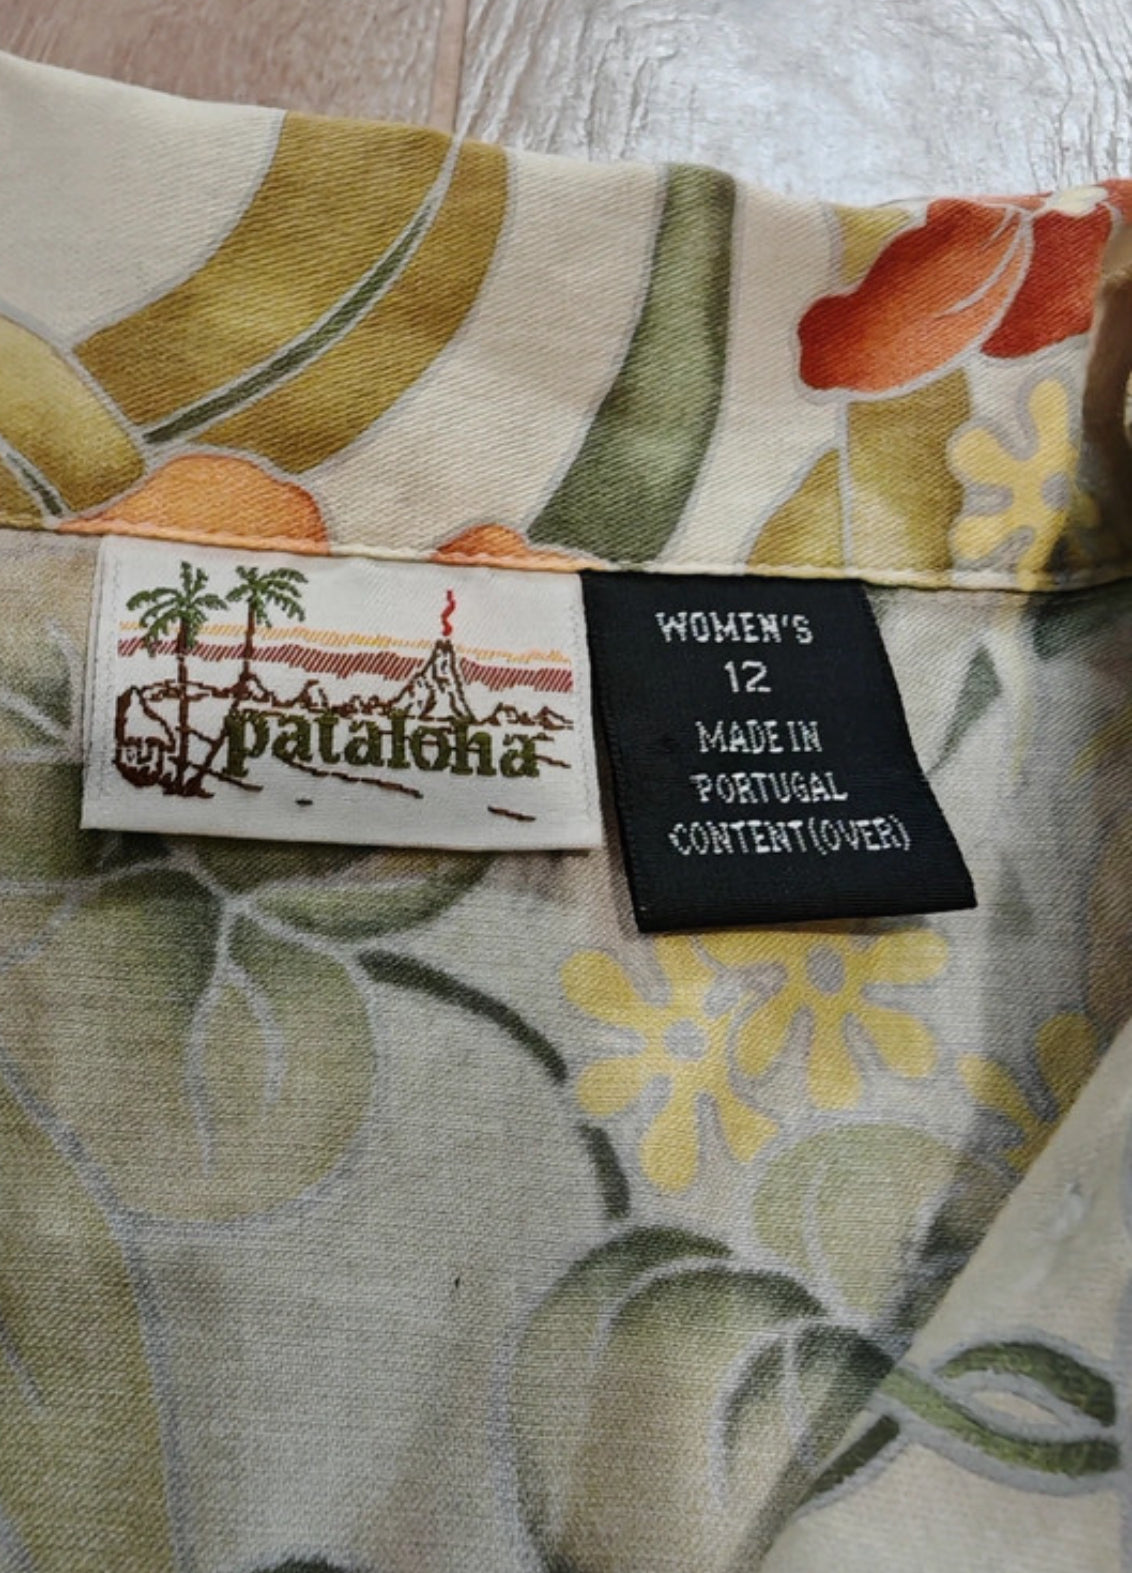 pataloha
WOMEN'S
12
MADE IN
PORTUGAL
CONTENT(OVER)